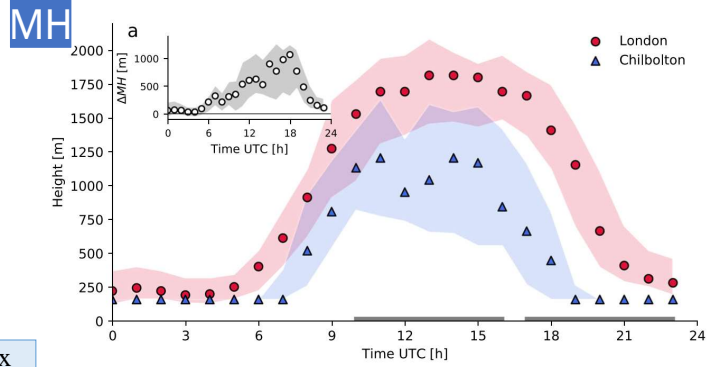 MH
a
London
Chilbolton
ΔMH [m]
1000
500
0
0 6 12 18 24
Time UTC [h]
Height [m]
2000
1750
1500
1250
1000
750
500
250
0
0 3 6 9 12 15 18 21 24
Time UTC [h]
x